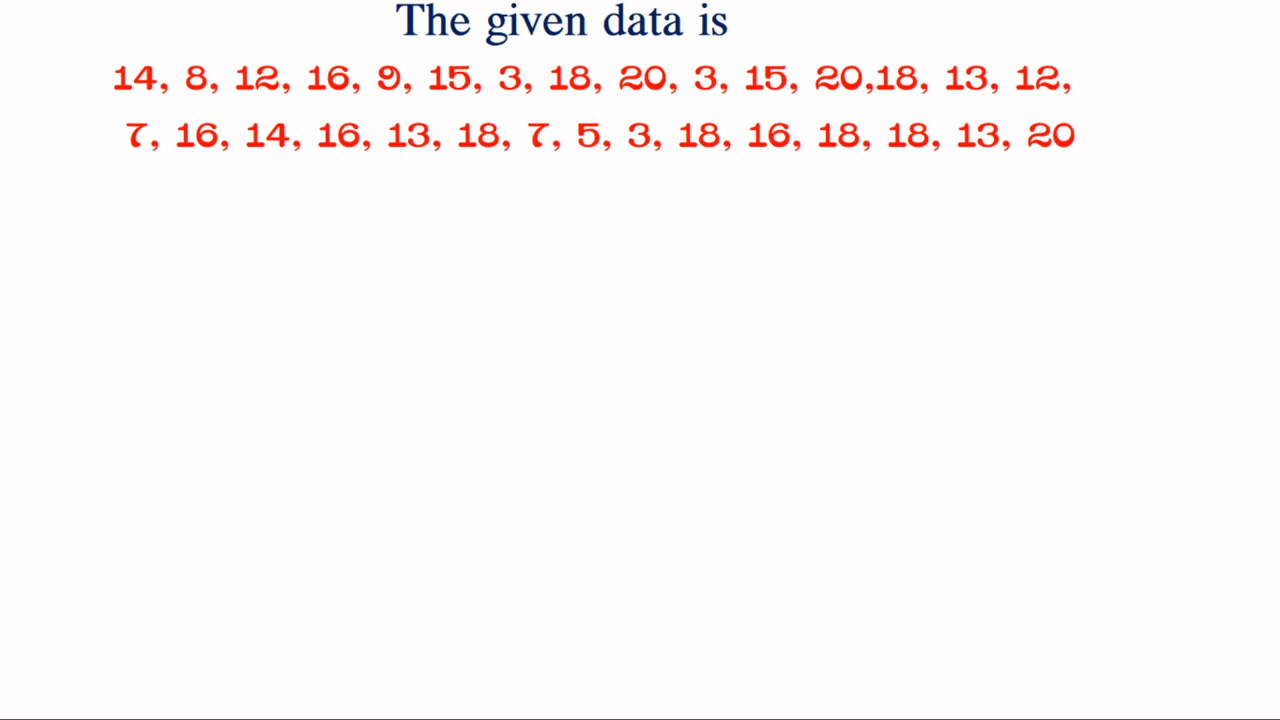 The given data is
14, 8, 12, 16, 9, 15, 3, 18, 20, 3, 15, 20,18, 13, 12,
7, 16, 14, 16, 13, 18, 7, 5, 3, 18, 16, 18, 18, 13, 20